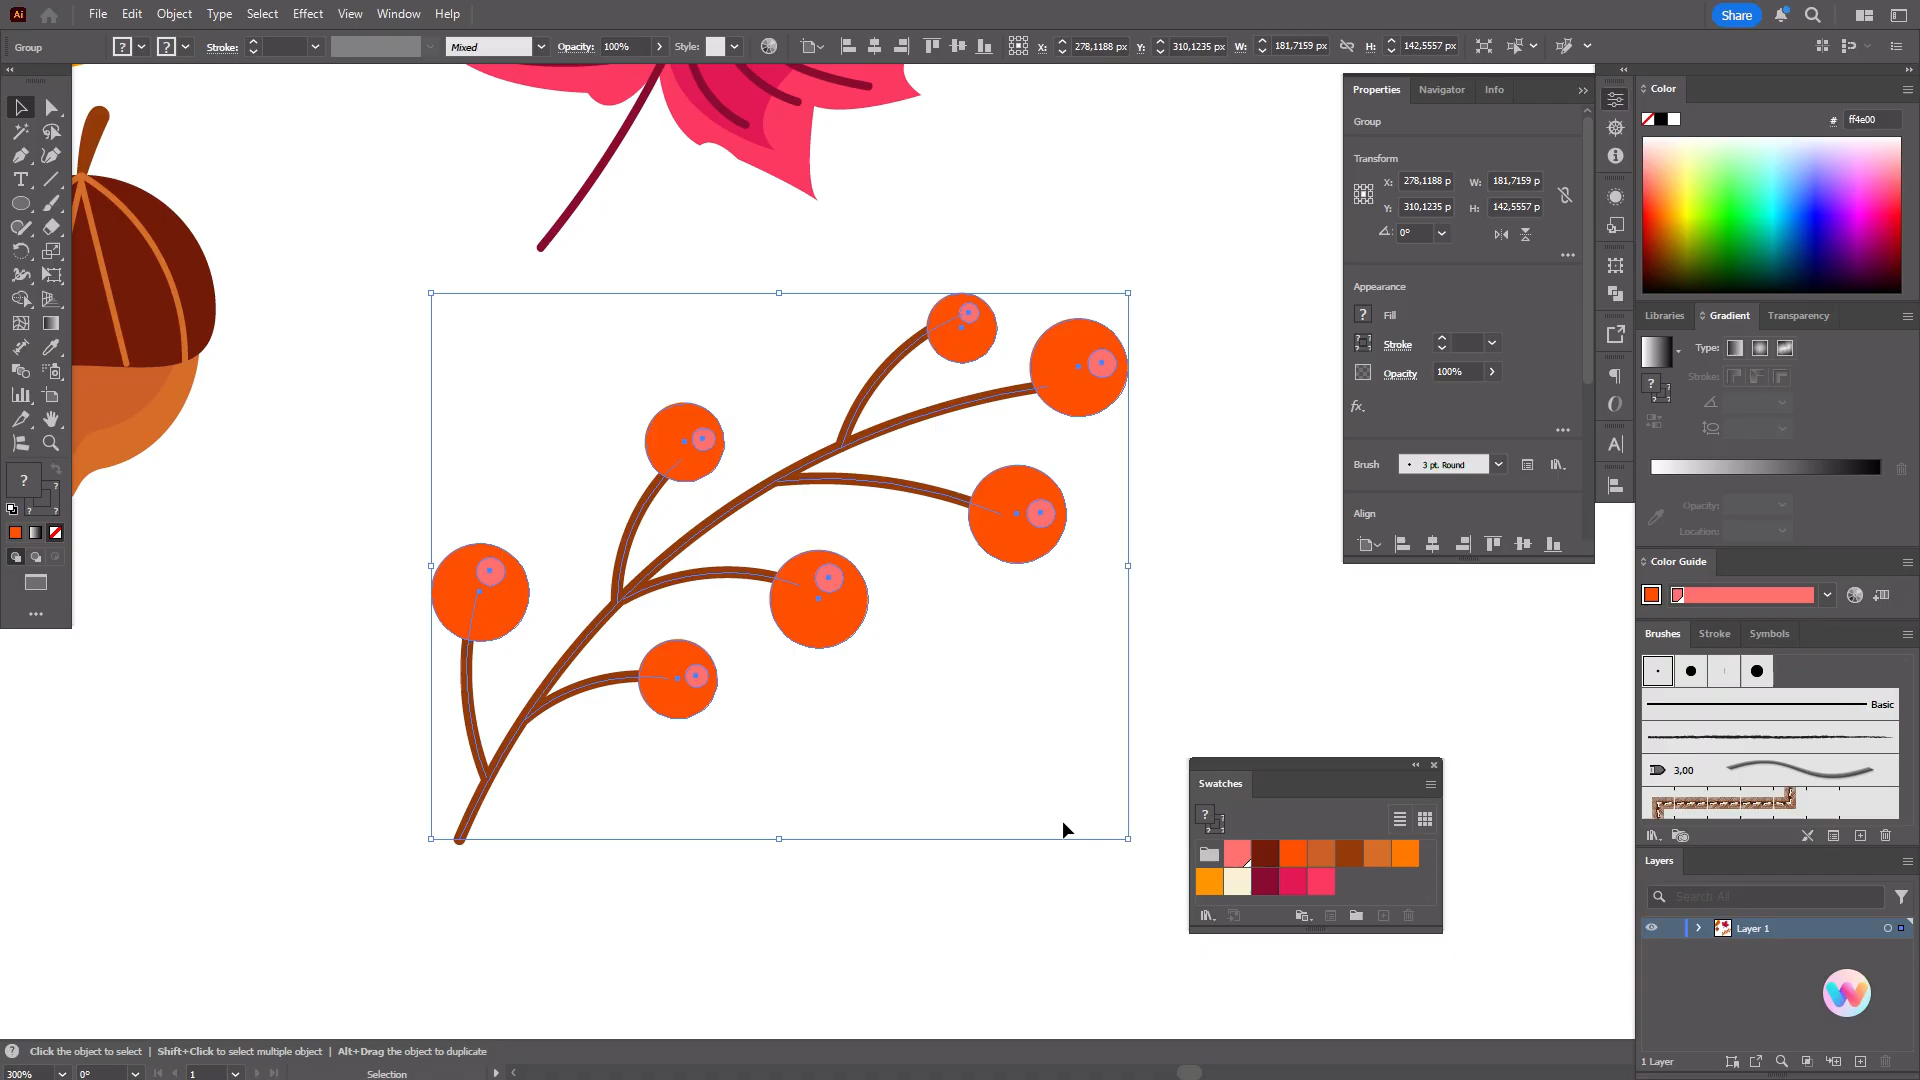 Ai File Edit Object Type Select Effect View Window Help Share
Group ? ? Stroke: Mixed Opacity: 100% Style: X: 278,1188 px Y: 310,1235 px W: 181,7159 px H: 142,5557 px
Properties Navigator Info
Group
Transform
X: 278,1188 p W: 181,7159 p
Y: 310,1235 p H: 142,5557 p
0°
Appearance
? Fill
Stroke
Opacity 100%
fx.
Brush 3 pt. Round
Align
Color
# ff4e00
Libraries Gradient Transparency
Type:
Stroke:
?
Opacity:
Location:
Color Guide
Brushes Stroke Symbols
Basic
3,00
Layers
Search All
Layer 1
1 Layer
Swatches
?
?
?
? ?
? Click the object to select | Shift+Click to select multiple object | Alt+Drag the object to duplicate
300% 0° 1 Selection